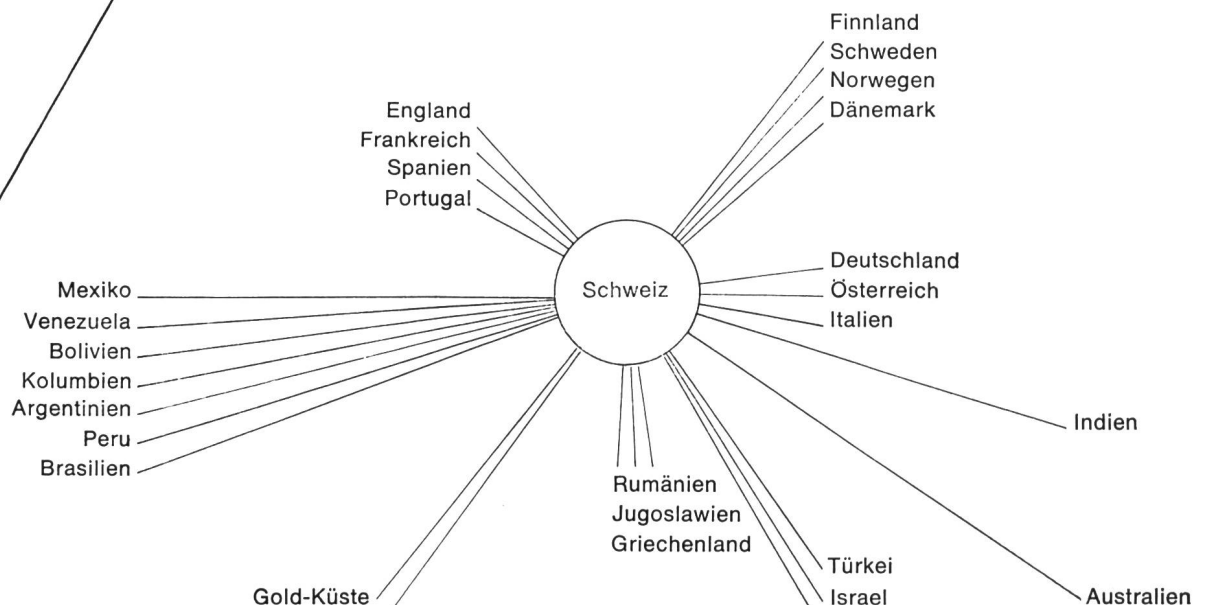 Finnland
Schweden
Norwegen
Dänemark
England
Frankreich
Spanien
Portugal
Schweiz
Deutschland
Österreich
Italien
Mexiko
Venezuela
Bolivien
Kolumbien
Argentinien
Peru
Brasilien
Indien
Rumänien
Jugoslawien
Griechenland
Gold-Küste
Türkei
Israel
Australien